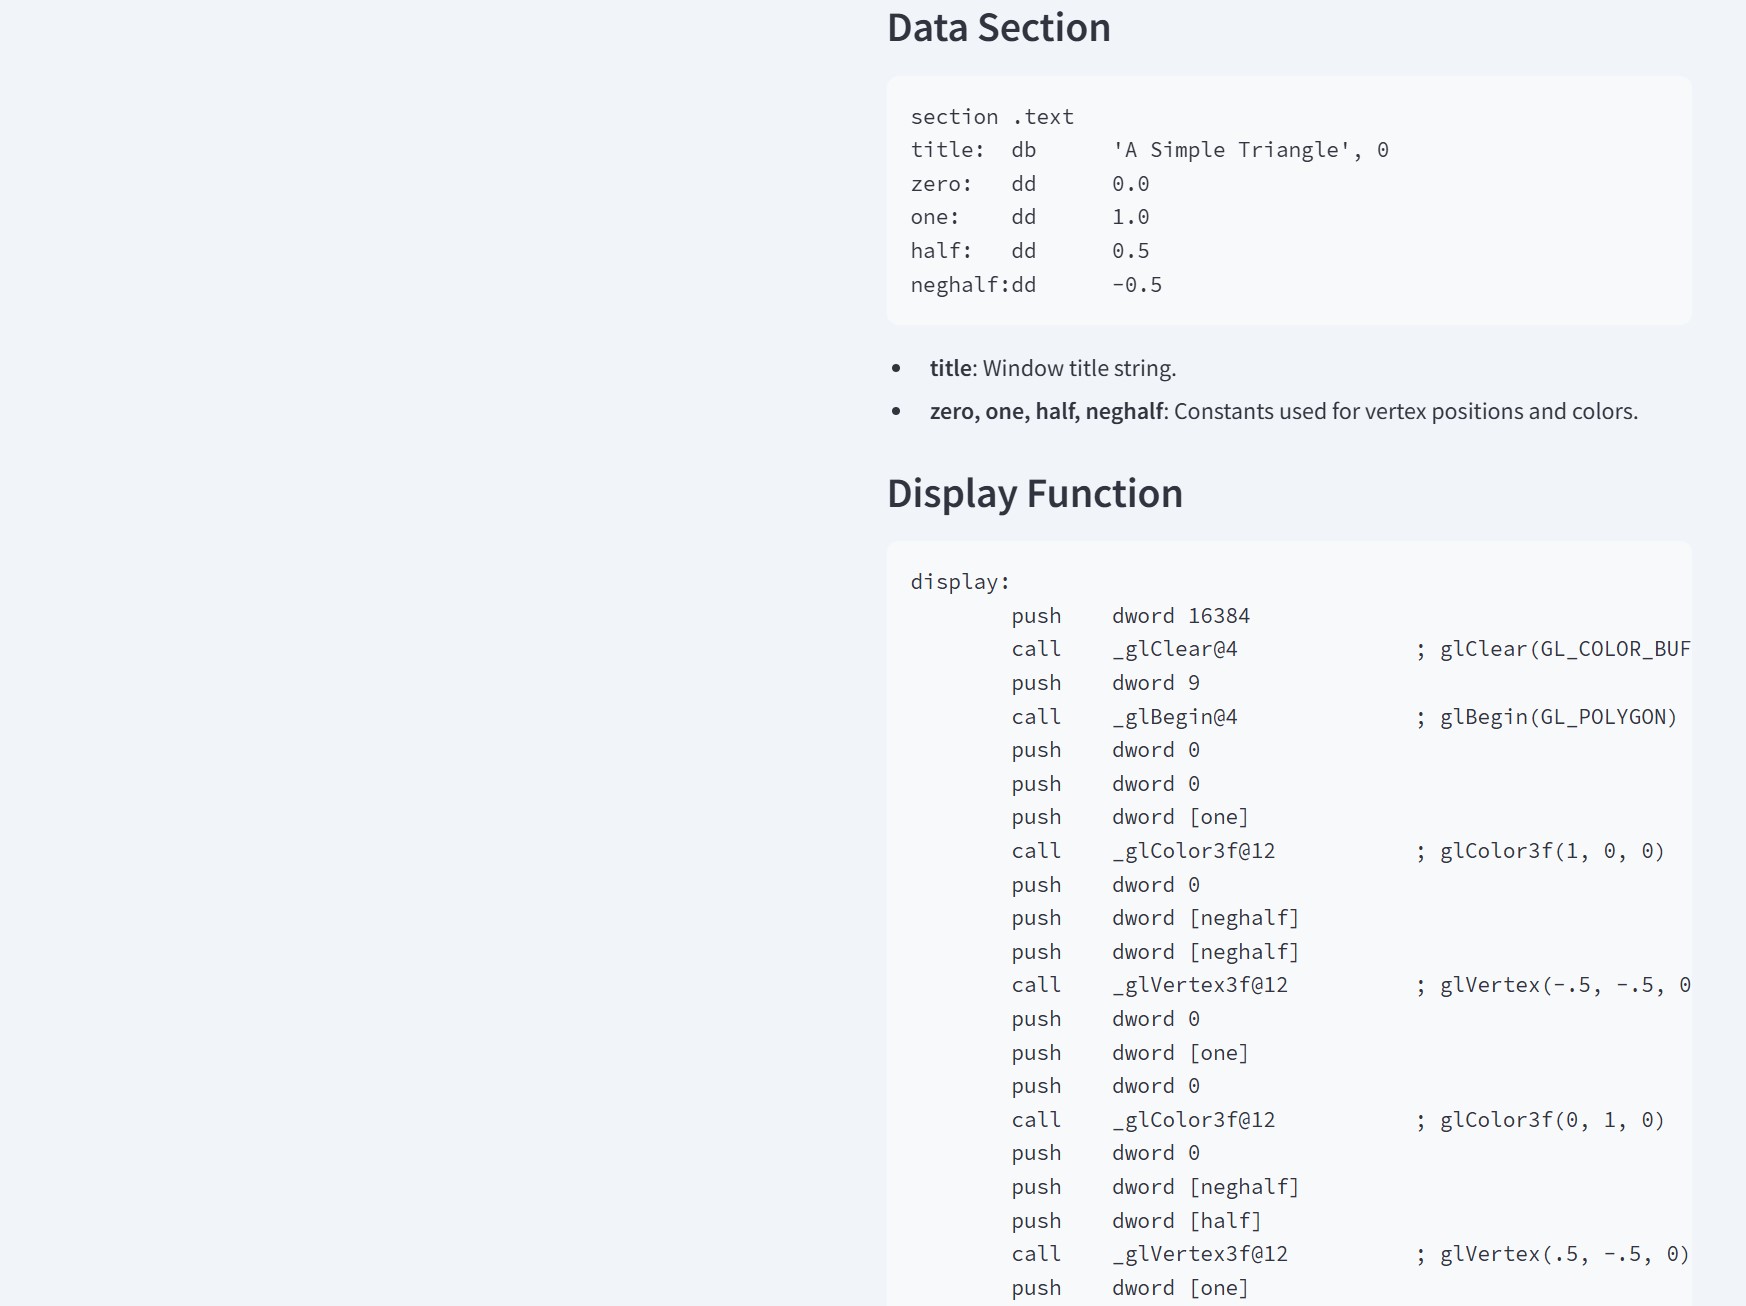 Data Section
section .text
title:  db      'A Simple Triangle', 0
zero:   dd      0.0
one:    dd      1.0
half:   dd      0.5
neghalf:dd      -0.5
• title: Window title string.
• zero, one, half, neghalf: Constants used for vertex positions and colors.
Display Function
display:
        push    dword 16384
        call    _glClear@4              ; glClear(GL_COLOR_BUF
        push    dword 9
        call    _glBegin@4              ; glBegin(GL_POLYGON)
        push    dword 0
        push    dword 0
        push    dword [one]
        call    _glColor3f@12           ; glColor3f(1, 0, 0)
        push    dword 0
        push    dword [neghalf]
        push    dword [neghalf]
        call    _glVertex3f@12          ; glVertex(-.5, -.5, 0
        push    dword 0
        push    dword [one]
        push    dword 0
        call    _glColor3f@12           ; glColor3f(0, 1, 0)
        push    dword 0
        push    dword [neghalf]
        push    dword [half]
        call    _glVertex3f@12          ; glVertex(.5, -.5, 0)
        push    dword [one]